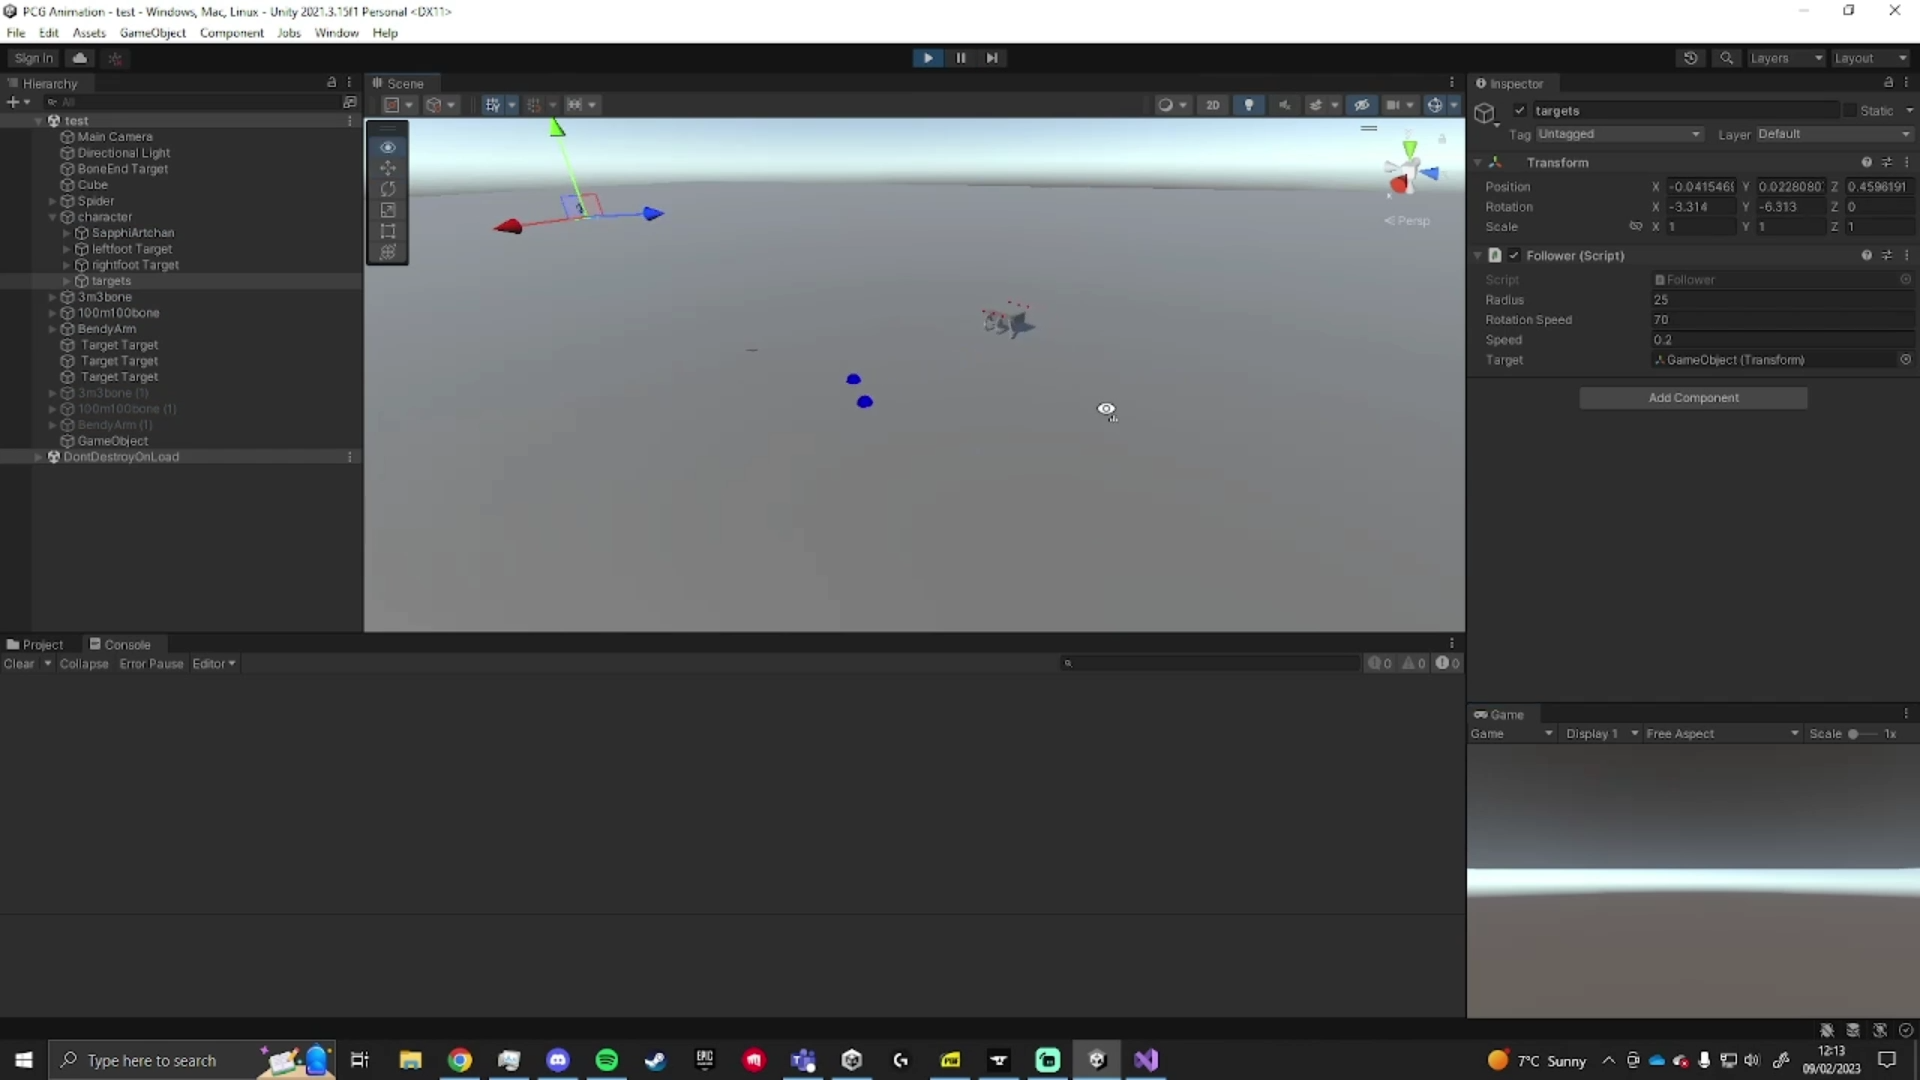 PCG Animation - test - Windows, Mac, Linux - Unity 2021.3.15f1 Personal <DX11>
File Edit Assets GameObject Component Jobs Window Help
Sign In
Layers Layout
Hierarchy
All
test
Main Camera
Directional Light
BoneEnd Target
Cube
Spider
character
SapphiArtchan
leftfoot Target
rightfoot Target
targets
3m3bone
100m100bone
BendyArm
Target Target
Target Target
Target Target
3m3bone (1)
100m100bone (1)
BendyArm (1)
GameObject
DontDestroyOnLoad
Scene
2D
Persp
Inspector
targets Static
Tag Untagged Layer Default
Transform
Position X -0.0415469 Y 0.0228080 Z 0.4596191
Rotation X -3.314 Y -6.313 Z 0
Scale X 1 Y 1 Z 1
Follower (Script)
Script Follower
Radius 25
Rotation Speed 70
Speed 0.2
Target GameObject (Transform)
Add Component
Project Console
Clear Collapse Error Pause Editor
0 0 0
Game
Game Display 1 Free Aspect Scale 1x
Type here to search
EPIC GAMES
7°C Sunny
12:13
09/02/2023